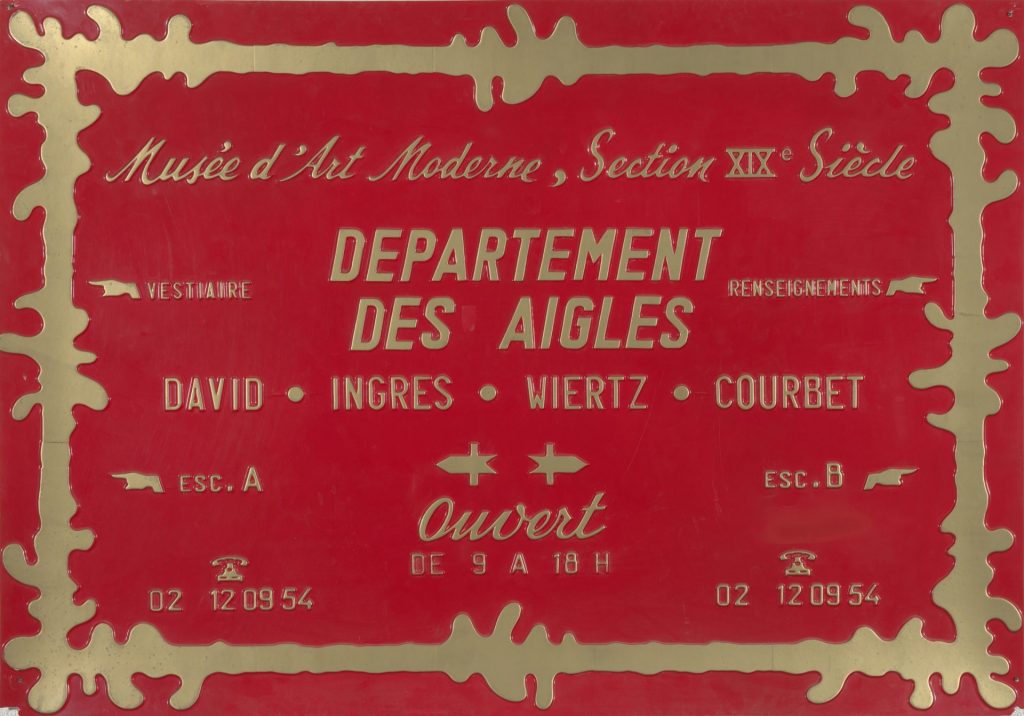 Musée d'Art Moderne, Section XIXe Siècle
DEPARTEMENT
VESTIAIRE
RENSEIGNEMENTS
DES AIGLES
DAVID • INGRES • WIERTZ • COURBET
ESC. A
ESC. B
Ouvert
DE 9 A 18 H
02 12 09 54
02 12 09 54